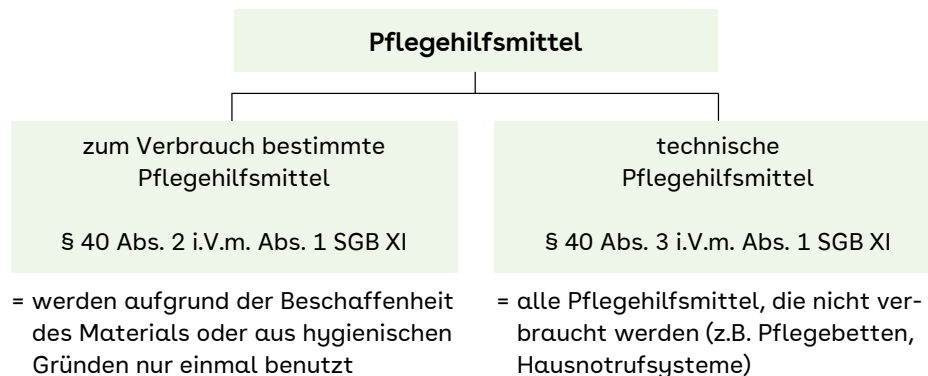 Pflegehilfsmittel
zum Verbrauch bestimmte
Pflegehilfsmittel
§ 40 Abs. 2 i.V.m. Abs. 1 SGB XI
= werden aufgrund der Beschaffenheit
des Materials oder aus hygienischen
Gründen nur einmal benutzt
technische
Pflegehilfsmittel
§ 40 Abs. 3 i.V.m. Abs. 1 SGB XI
= alle Pflegehilfsmittel, die nicht ver-
braucht werden (z.B. Pflegebetten,
Hausnotrufsysteme)